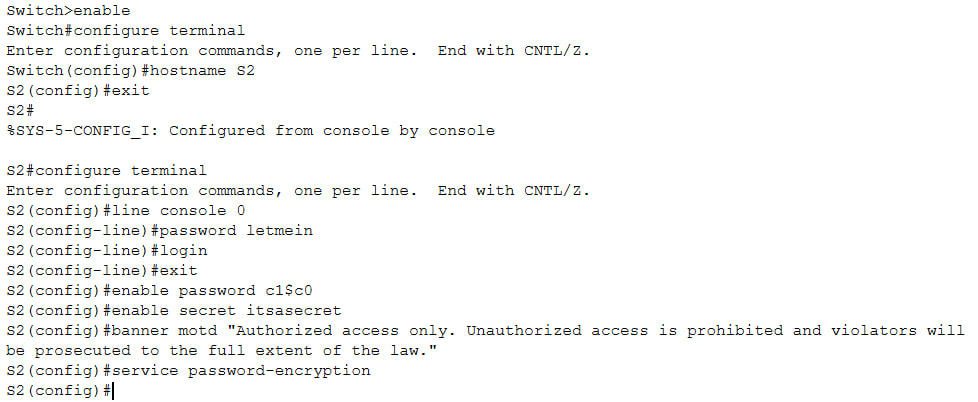 Switch>enable
Switch#configure terminal
Enter configuration commands, one per line.  End with CNTL/Z.
Switch(config)#hostname S2
S2(config)#exit
S2#
%SYS-5-CONFIG_I: Configured from console by console
S2#configure terminal
Enter configuration commands, one per line.  End with CNTL/Z.
S2(config)#line console 0
S2(config-line)#password letmein
S2(config-line)#login
S2(config-line)#exit
S2(config)#enable password c1$c0
S2(config)#enable secret itsasecret
S2(config)#banner motd "Authorized access only. Unauthorized access is prohibited and violators will
be prosecuted to the full extent of the law."
S2(config)#service password-encryption
S2(config)#